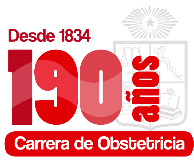 Desde 1834
190 años
Carrera de Obstetricia